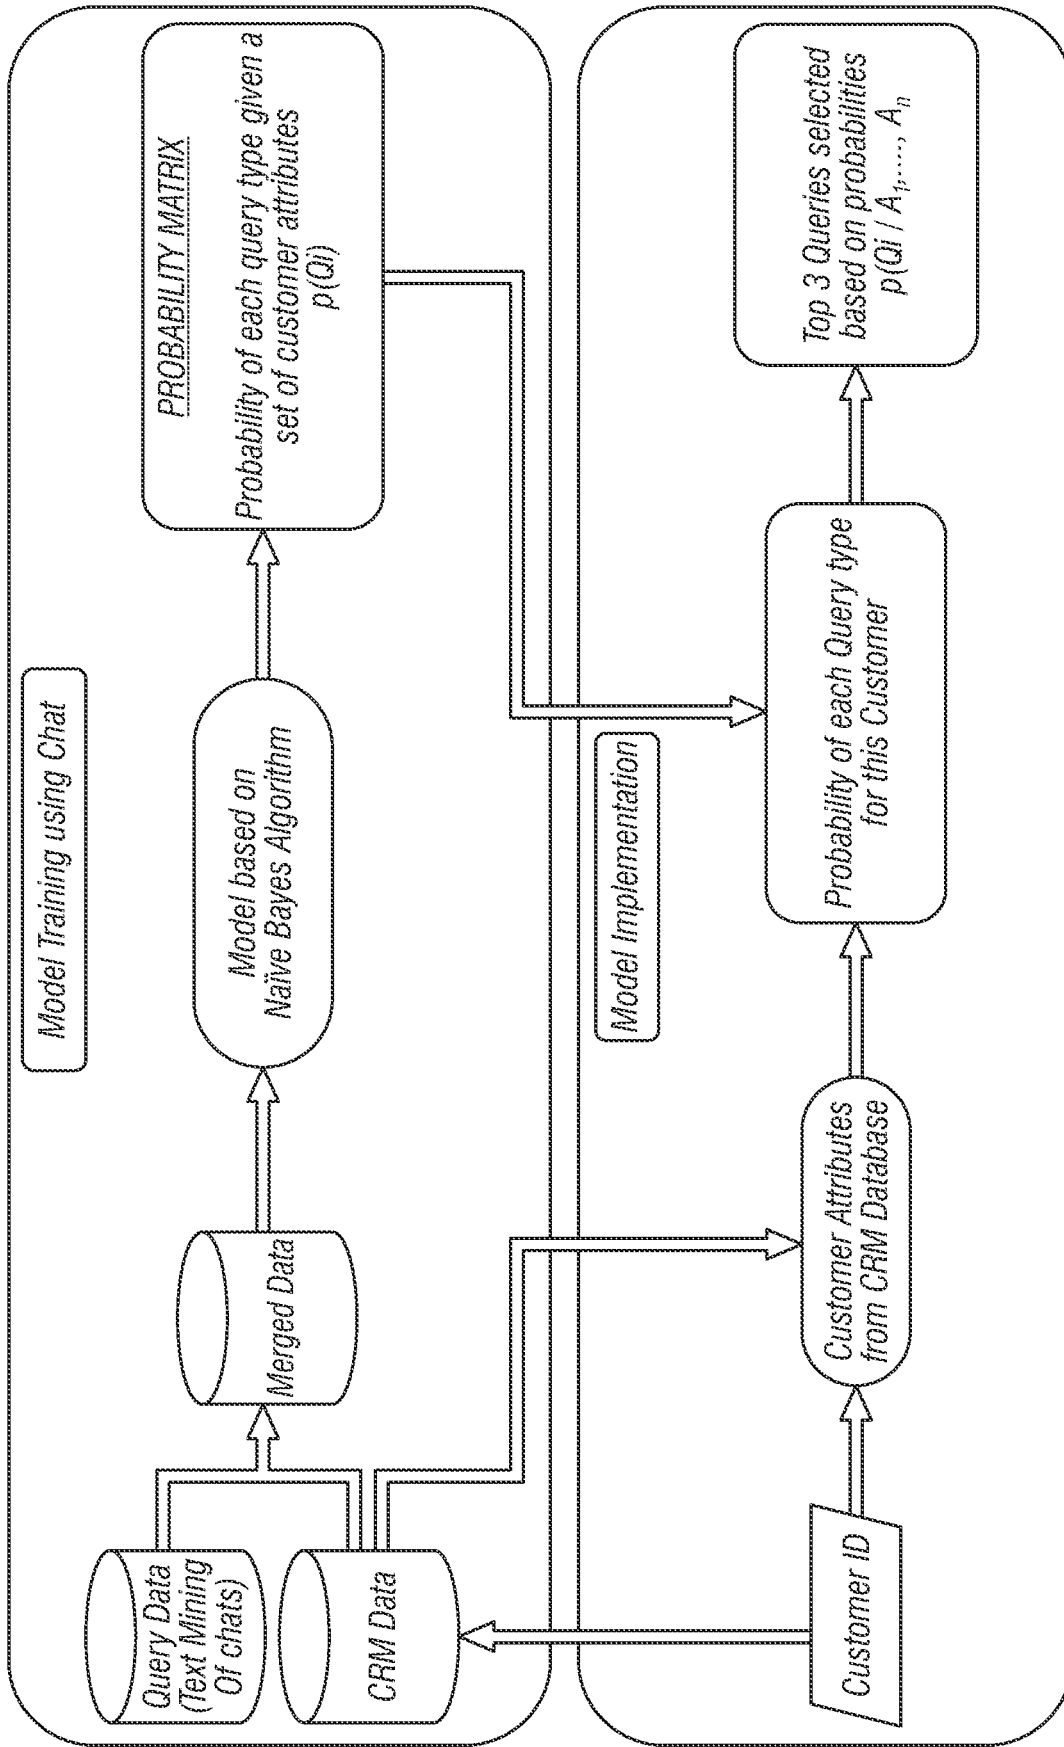 Model Training using Chat
Query Data
(Text Mining
Of chats)
CRM Data
Merged Data
Model based on
Naïve Bayes Algorithm
PROBABILITY MATRIX
Probability of each query type given a
set of customer attributes
p(Qi)
Model Implementation
Customer ID
Customer Attributes
from CRM Database
Probability of each Query type
for this Customer
Top 3 Queries selected
based on probabilities
p(Qi / A₁,...., Aₙ